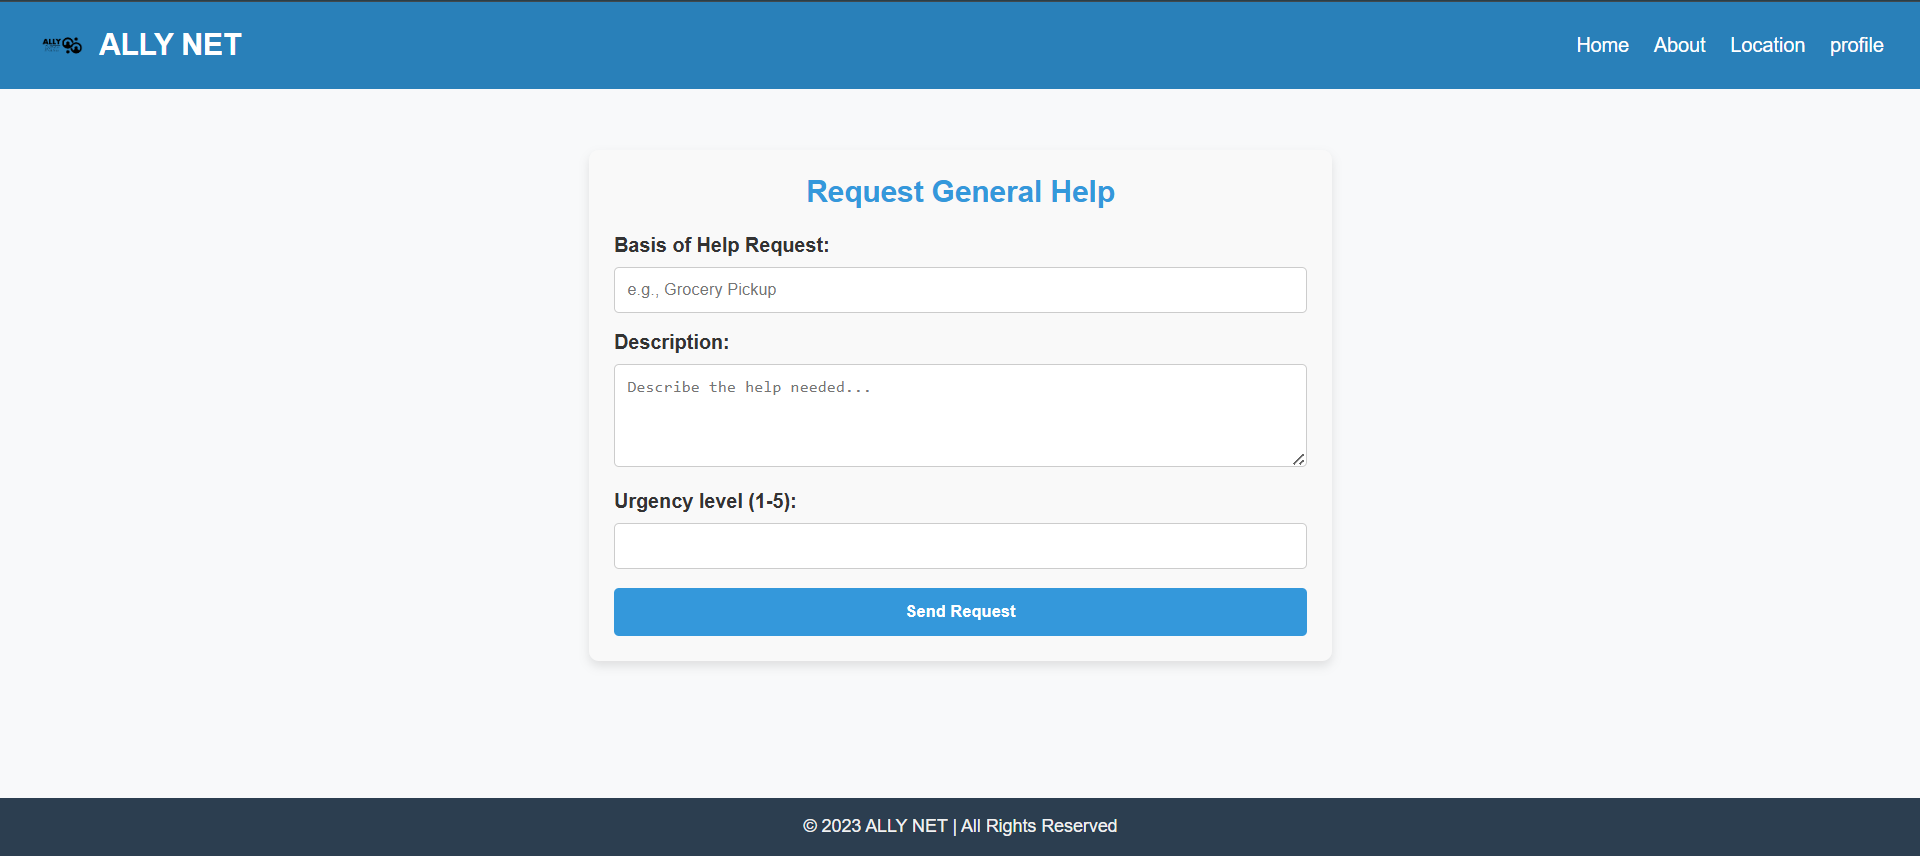 ALLY
ALLY NET
Home About Location profile
Request General Help
Basis of Help Request:
e.g., Grocery Pickup
Description:
Describe the help needed...
Urgency level (1-5):
Send Request
© 2023 ALLY NET | All Rights Reserved